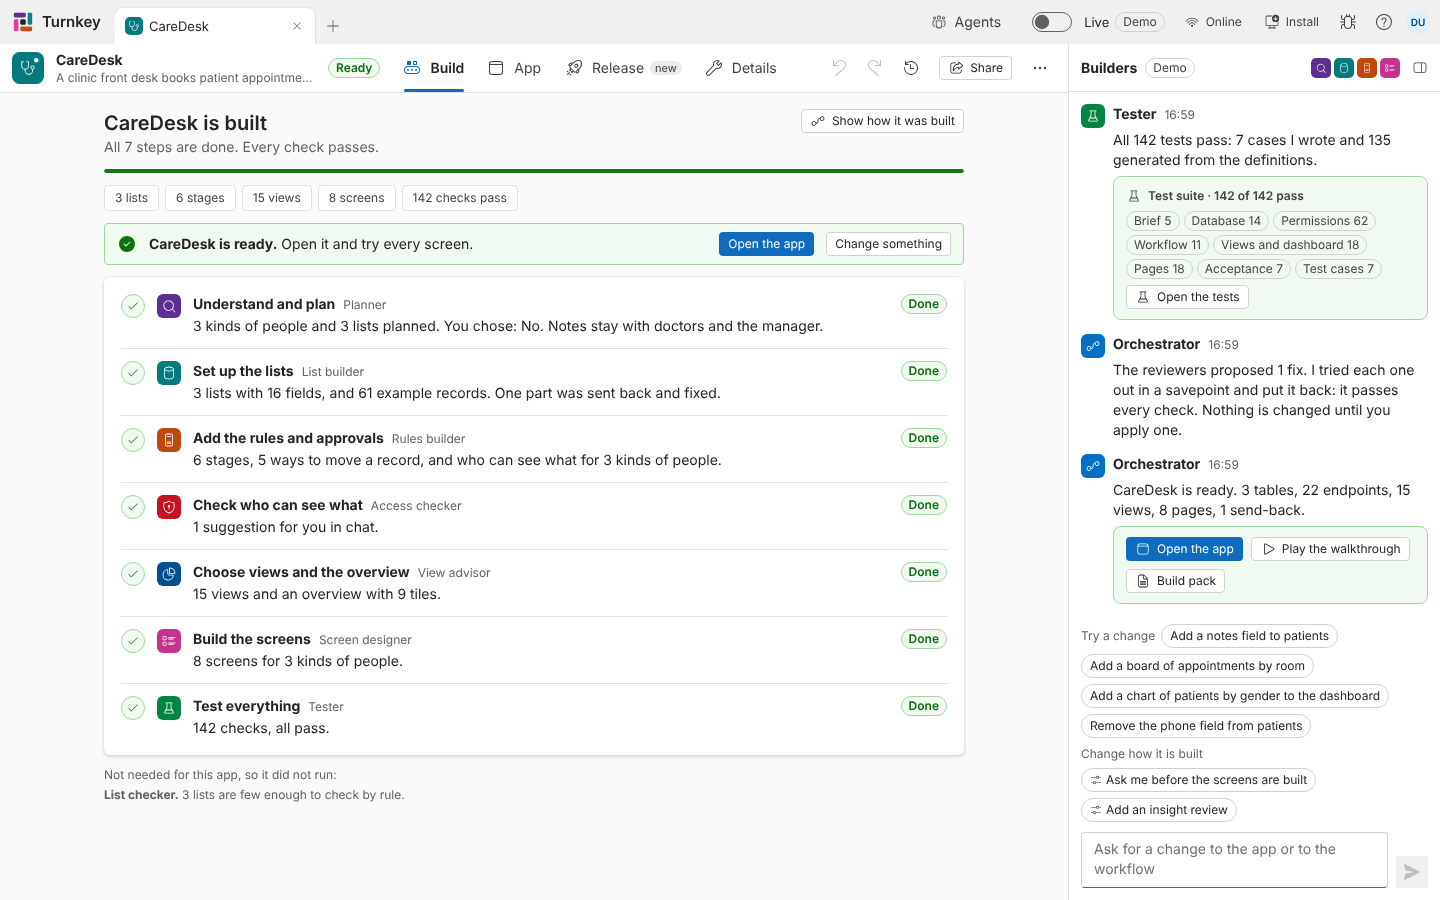 Turnkey
CareDesk
Agents
Live
Demo
Online
Install
DU
CareDesk
A clinic front desk books patient appointme...
Ready
Build
App
Release new
Details
Share
Builders Demo
CareDesk is built
All 7 steps are done. Every check passes.
Show how it was built
3 lists
6 stages
15 views
8 screens
142 checks pass
CareDesk is ready. Open it and try every screen.
Open the app
Change something
Understand and plan Planner
Done
3 kinds of people and 3 lists planned. You chose: No. Notes stay with doctors and the manager.
Set up the lists List builder
Done
3 lists with 16 fields, and 61 example records. One part was sent back and fixed.
Add the rules and approvals Rules builder
Done
6 stages, 5 ways to move a record, and who can see what for 3 kinds of people.
Check who can see what Access checker
Done
1 suggestion for you in chat.
Choose views and the overview View advisor
Done
15 views and an overview with 9 tiles.
Build the screens Screen designer
Done
8 screens for 3 kinds of people.
Test everything Tester
Done
142 checks, all pass.
Not needed for this app, so it did not run:
List checker. 3 lists are few enough to check by rule.
Tester 16:59
All 142 tests pass: 7 cases I wrote and 135
generated from the definitions.
Test suite · 142 of 142 pass
Brief 5
Database 14
Permissions 62
Workflow 11
Views and dashboard 18
Pages 18
Acceptance 7
Test cases 7
Open the tests
Orchestrator 16:59
The reviewers proposed 1 fix. I tried each one
out in a savepoint and put it back: it passes
every check. Nothing is changed until you
apply one.
Orchestrator 16:59
CareDesk is ready. 3 tables, 22 endpoints, 15
views, 8 pages, 1 send-back.
Open the app
Play the walkthrough
Build pack
Try a change
Add a notes field to patients
Add a board of appointments by room
Add a chart of patients by gender to the dashboard
Remove the phone field from patients
Change how it is built
Ask me before the screens are built
Add an insight review
Ask for a change to the app or to the
workflow